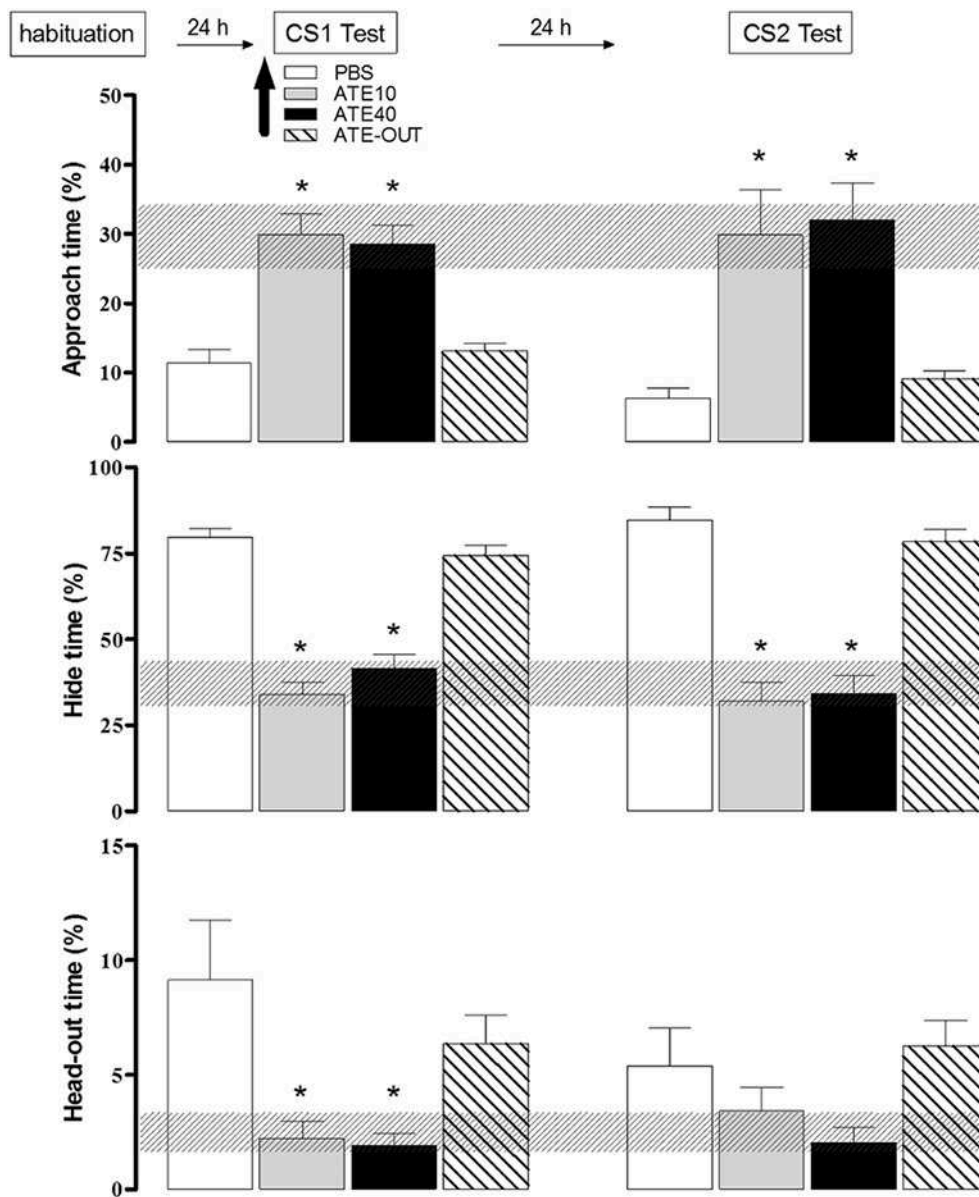 habituation 24 h CS1 Test 24 h CS2 Test
PBS
ATE10
ATE40
ATE-OUT
50
40
30
20
10
0
Approach time (%)
* * * *
100
75
50
25
0
Hide time (%)
* * * *
15
10
5
0
Head-out time (%)
* *